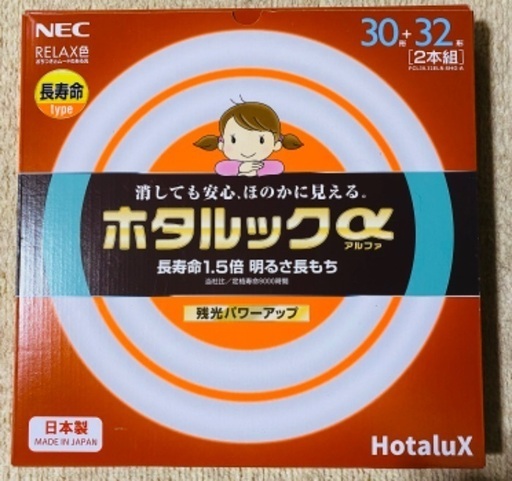 NEC
RELAX色
長寿命
type
30形+32形
[2本組]
消しても安心、ほのかに見える。
ホタルックα
アルファ
長寿命1.5倍 明るさ長もち
残光パワーアップ
日本製
MADE IN JAPAN
HotaluX